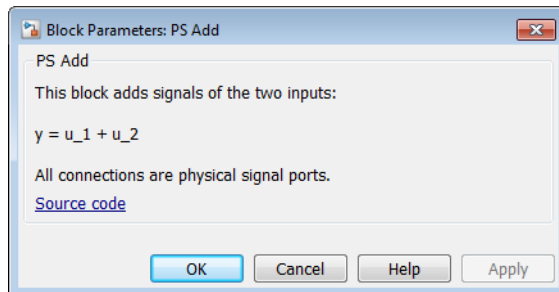 Block Parameters: PS Add
PS Add
This block adds signals of the two inputs:
y = u_1 + u_2
All connections are physical signal ports.
Source code
OK Cancel Help Apply